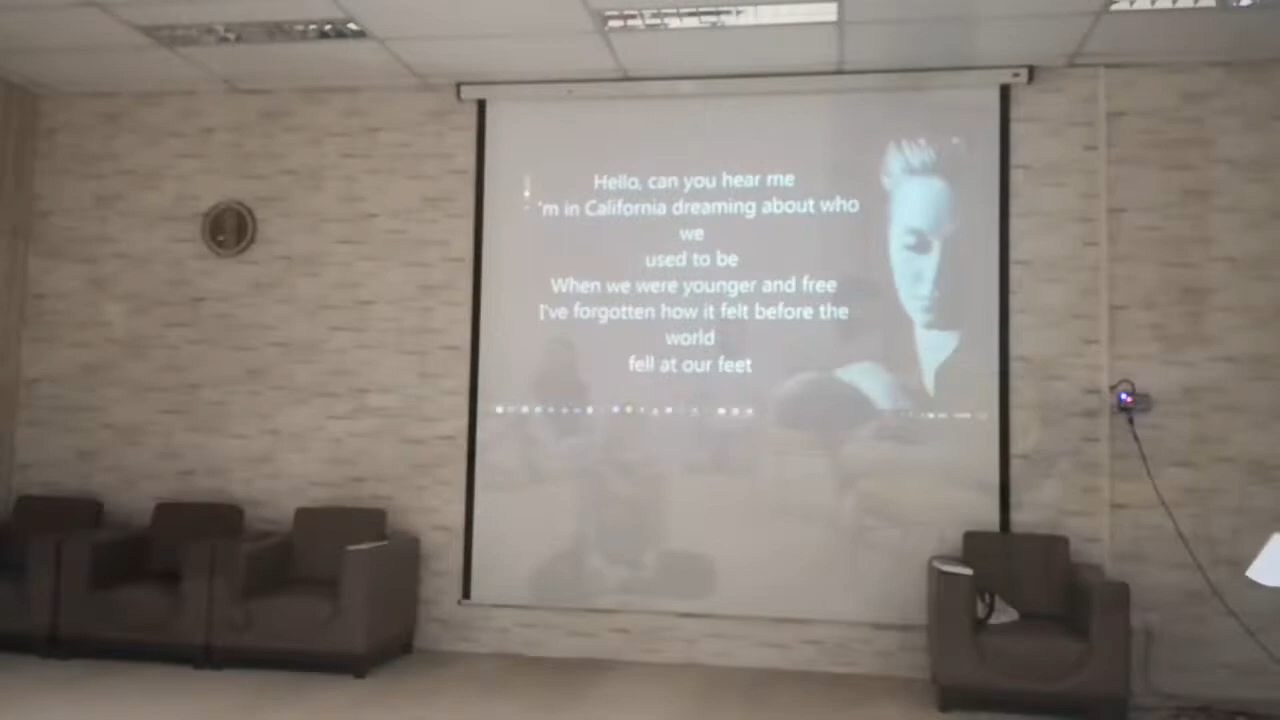 Hello, can you hear me
'm in California dreaming about who
we
used to be
When we were younger and free
I've forgotten how it felt before the
world
fell at our feet